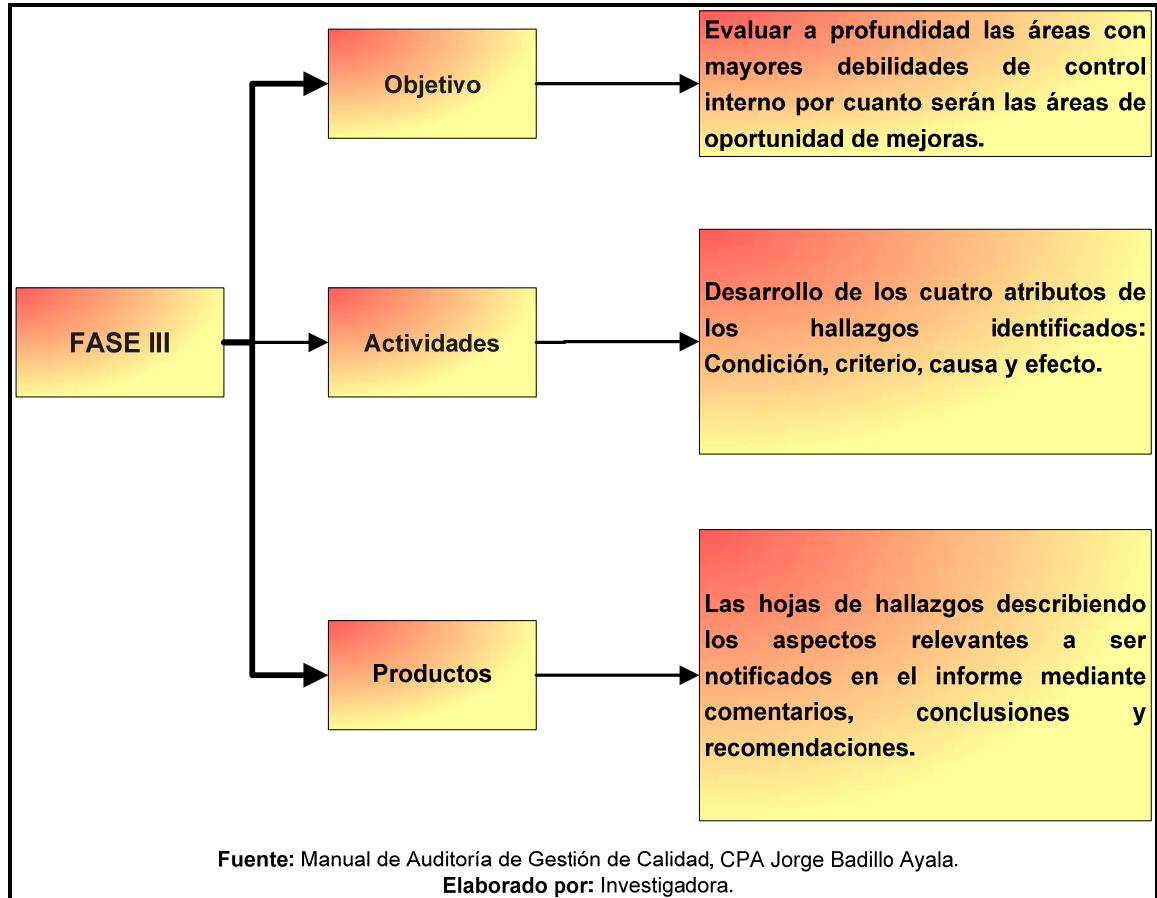 Objetivo
Evaluar a profundidad las áreas con
mayores debilidades de control
interno por cuanto serán las áreas de
oportunidad de mejoras.
FASE III
Actividades
Desarrollo de los cuatro atributos de
los hallazgos identificados:
Condición, criterio, causa y efecto.
Productos
Las hojas de hallazgos describiendo
los aspectos relevantes a ser
notificados en el informe mediante
comentarios, conclusiones y
recomendaciones.
Fuente: Manual de Auditoría de Gestión de Calidad, CPA Jorge Badillo Ayala.
Elaborado por: Investigadora.